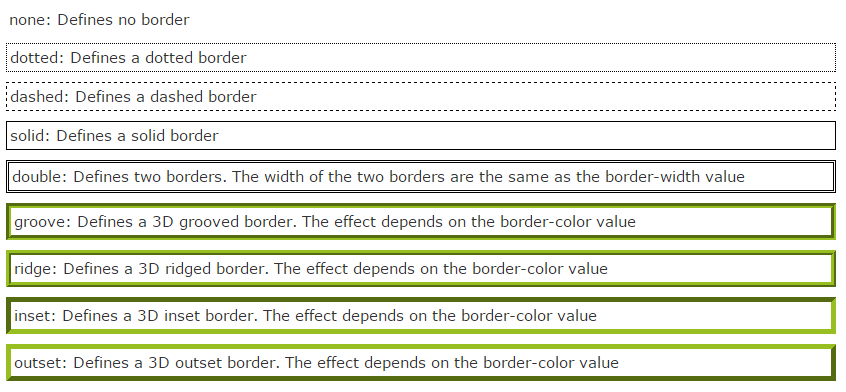 none: Defines no border
dotted: Defines a dotted border
dashed: Defines a dashed border
solid: Defines a solid border
double: Defines two borders. The width of the two borders are the same as the border-width value
groove: Defines a 3D grooved border. The effect depends on the border-color value
ridge: Defines a 3D ridged border. The effect depends on the border-color value
inset: Defines a 3D inset border. The effect depends on the border-color value
outset: Defines a 3D outset border. The effect depends on the border-color value